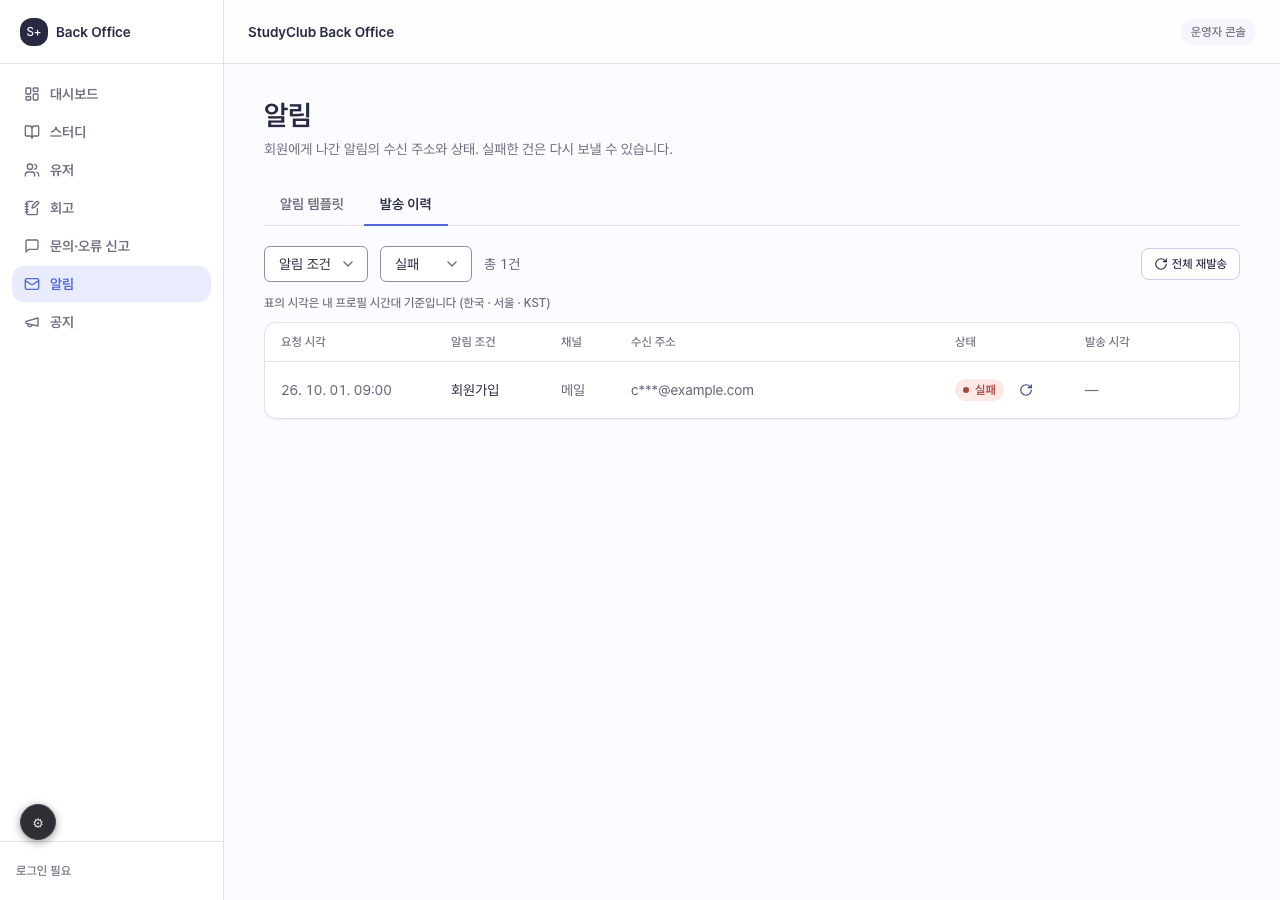 S+ Back Office
StudyClub Back Office
운영자 콘솔
대시보드
스터디
유저
회고
문의·오류 신고
알림
공지
로그인 필요
알림
회원에게 나간 알림의 수신 주소와 상태. 실패한 건은 다시 보낼 수 있습니다.
알림 템플릿 발송 이력
알림 조건 실패 총 1건 전체 재발송
표의 시각은 내 프로필 시간대 기준입니다 (한국 · 서울 · KST)
요청 시각 알림 조건 채널 수신 주소 상태 발송 시각
26. 10. 01. 09:00 회원가입 메일 c***@example.com 실패 —